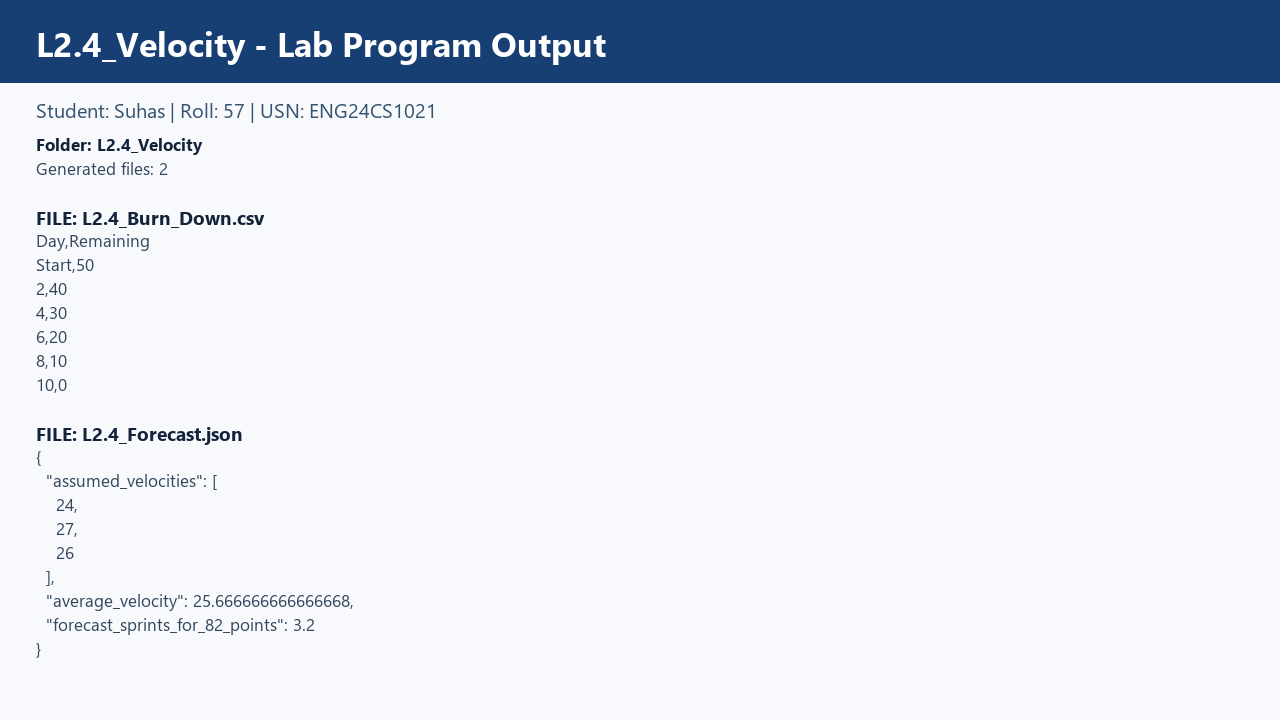 L2.4_Velocity - Lab Program Output
Student: Suhas | Roll: 57 | USN: ENG24CS1021
Folder: L2.4_Velocity
Generated files: 2
FILE: L2.4_Burn_Down.csv
Day,Remaining
Start,50
2,40
4,30
6,20
8,10
10,0
FILE: L2.4_Forecast.json
{
  "assumed_velocities": [
    24,
    27,
    26
  ],
  "average_velocity": 25.666666666666668,
  "forecast_sprints_for_82_points": 3.2
}